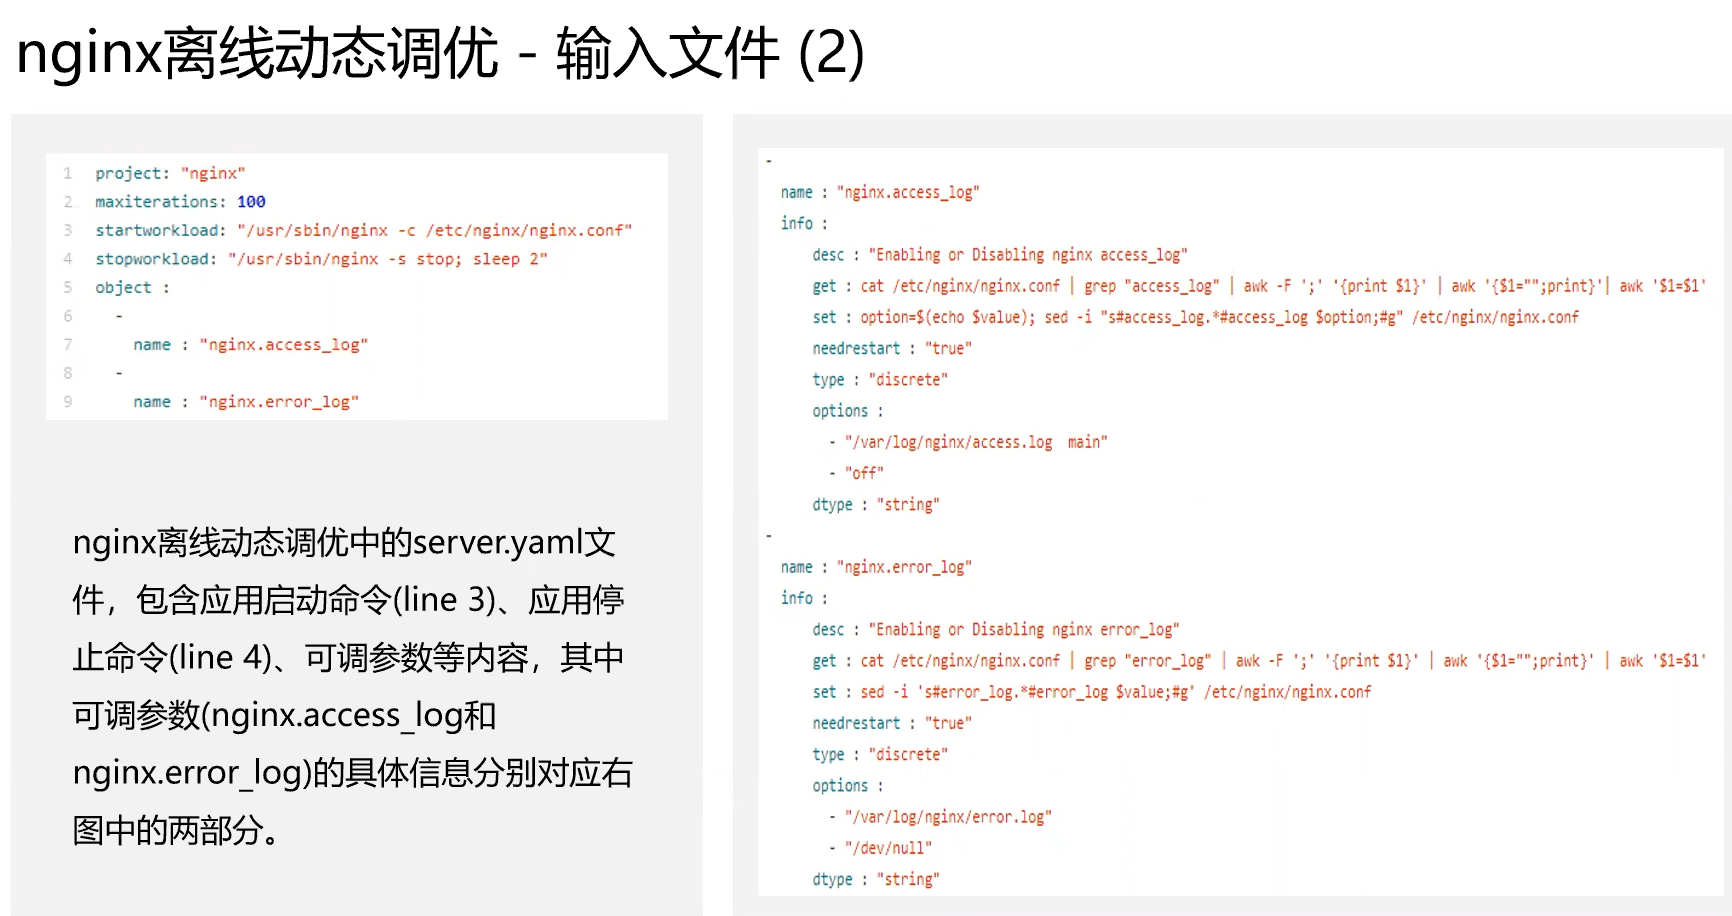 nginx离线动态调优 - 输入文件 (2)
1 project: "nginx"
2 maxiterations: 100
3 startworkload: "/usr/sbin/nginx -c /etc/nginx/nginx.conf"
4 stopworkload: "/usr/sbin/nginx -s stop; sleep 2"
5 object :
6 -
7 name : "nginx.access_log"
8 -
9 name : "nginx.error_log"
nginx离线动态调优中的server.yaml文
件，包含应用启动命令(line 3)、应用停
止命令(line 4)、可调参数等内容，其中
可调参数(nginx.access_log和
nginx.error_log)的具体信息分别对应右
图中的两部分。
-
name : "nginx.access_log"
info :
desc : "Enabling or Disabling nginx access_log"
get : cat /etc/nginx/nginx.conf | grep "access_log" | awk -F ';' '{print $1}' | awk '{$1="";print}'| awk '$1=$1'
set : option=$(echo $value); sed -i "s#access_log.*#access_log $option;#g" /etc/nginx/nginx.conf
needrestart : "true"
type : "discrete"
options :
- "/var/log/nginx/access.log  main"
- "off"
dtype : "string"
-
name : "nginx.error_log"
info :
desc : "Enabling or Disabling nginx error_log"
get : cat /etc/nginx/nginx.conf | grep "error_log" | awk -F ';' '{print $1}' | awk '{$1="";print}' | awk '$1=$1'
set : sed -i 's#error_log.*#error_log $value;#g' /etc/nginx/nginx.conf
needrestart : "true"
type : "discrete"
options :
- "/var/log/nginx/error.log"
- "/dev/null"
dtype : "string"